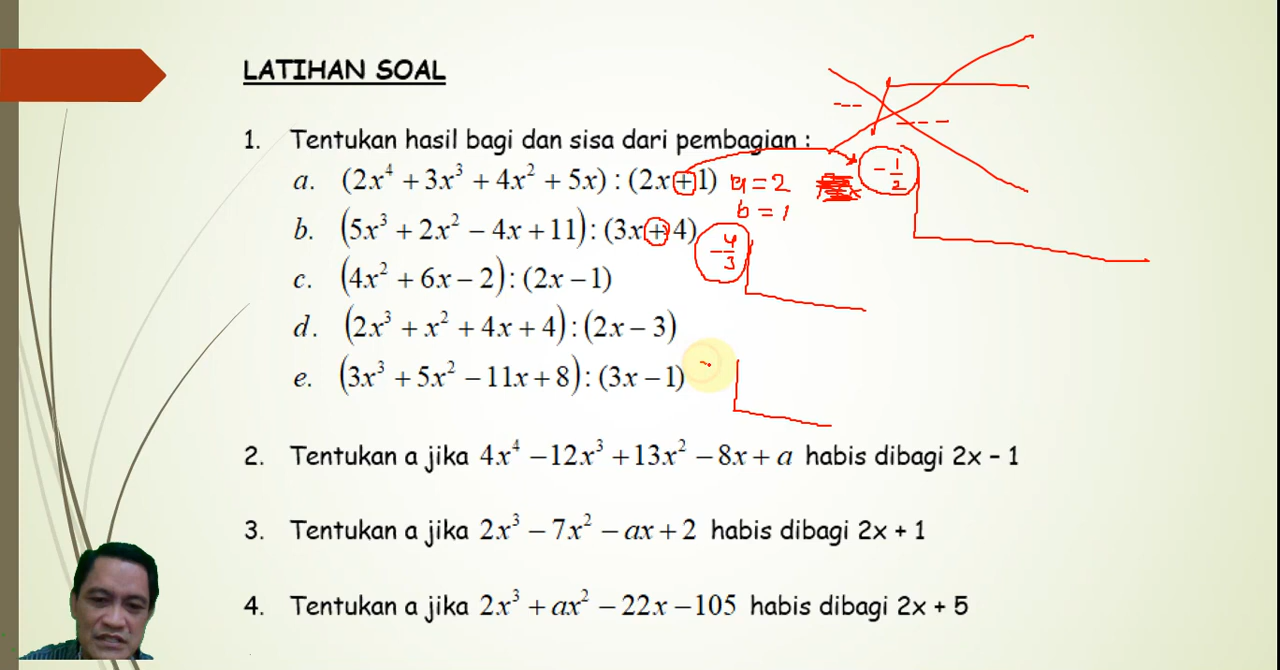 LATIHAN SOAL
1. Tentukan hasil bagi dan sisa dari pembagian :
a. (2x⁴ + 3x³ + 4x² + 5x) : (2x + 1) a = 2
b = 1
-1/2
b. (5x³ + 2x² − 4x + 11) : (3x + 4)
-4/3
c. (4x² + 6x − 2) : (2x − 1)
d. (2x³ + x² + 4x + 4) : (2x − 3)
e. (3x³ + 5x² − 11x + 8) : (3x − 1)
2. Tentukan a jika 4x⁴ − 12x³ + 13x² − 8x + a habis dibagi 2x – 1
3. Tentukan a jika 2x³ − 7x² − ax + 2 habis dibagi 2x + 1
4. Tentukan a jika 2x³ + ax² − 22x − 105 habis dibagi 2x + 5